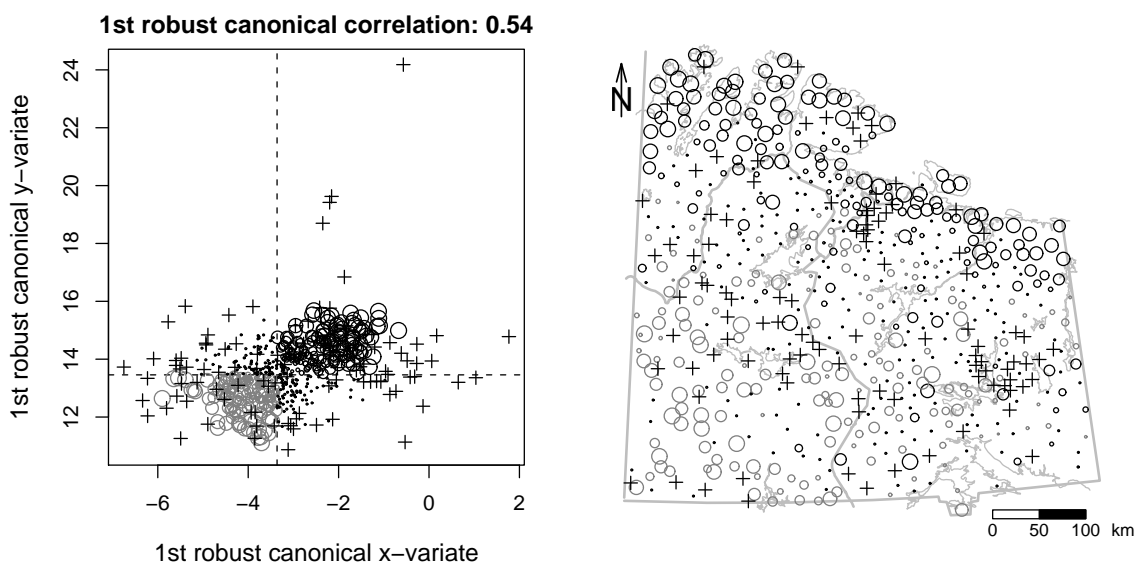 1st robust canonical correlation: 0.54
1st robust canonical y−variate
24
22
20
18
16
14
12
−6 −4 −2 0 2
1st robust canonical x−variate
N
0 50 100 km